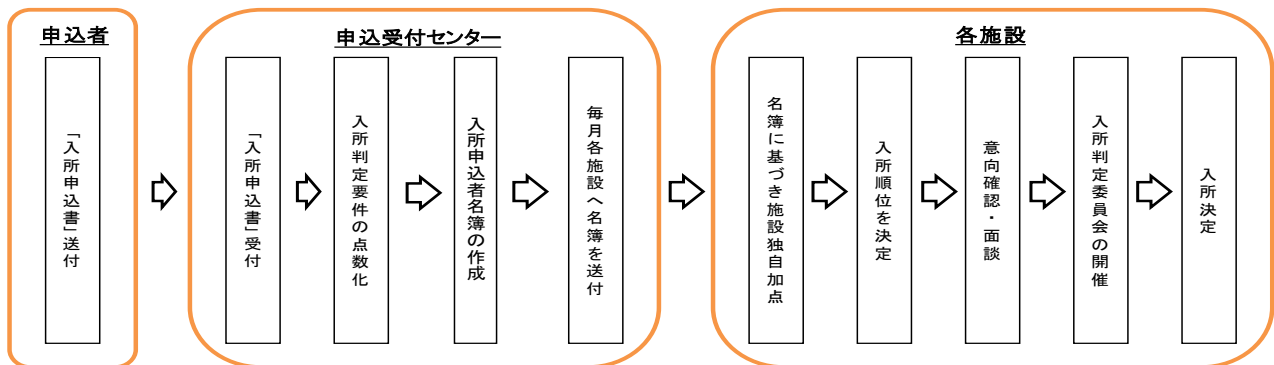 申込者
「入所申込書」送付
申込受付センター
「入所申込書」受付
入所判定要件の点数化
入所申込者名簿の作成
毎月各施設へ名簿を送付
各施設
名簿に基づき施設独自加点
入所順位を決定
意向確認・面談
入所判定委員会の開催
入所決定